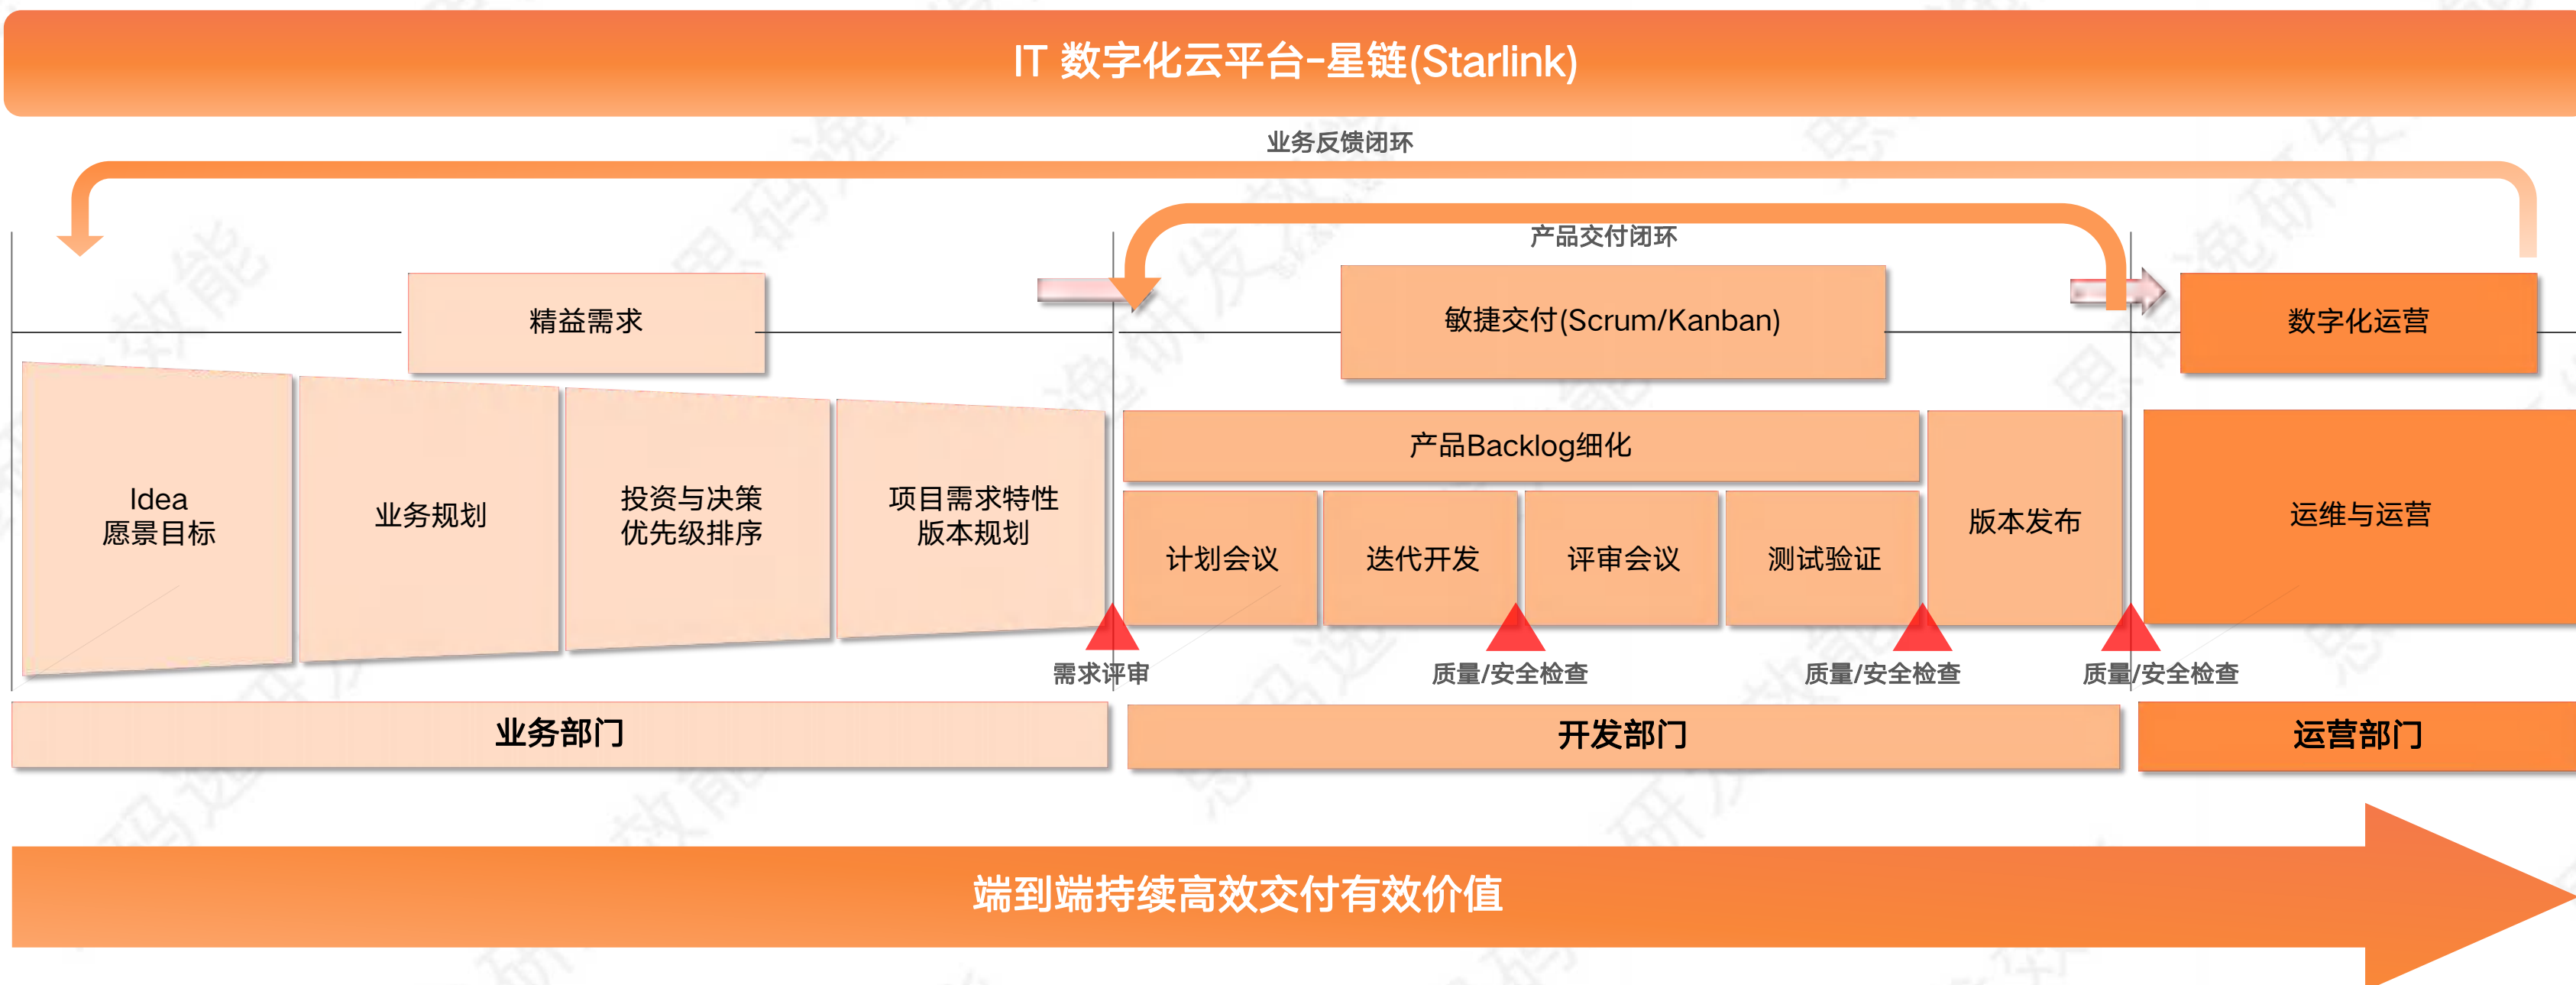 IT 数字化云平台-星链(Starlink)
业务反馈闭环
产品交付闭环
精益需求
敏捷交付(Scrum/Kanban)
数字化运营
Idea
愿景目标
业务规划
投资与决策
优先级排序
项目需求特性
版本规划
产品Backlog细化
计划会议
迭代开发
评审会议
测试验证
版本发布
运维与运营
需求评审
质量/安全检查
质量/安全检查
质量/安全检查
业务部门
开发部门
运营部门
端到端持续高效交付有效价值
思码逸研发效能